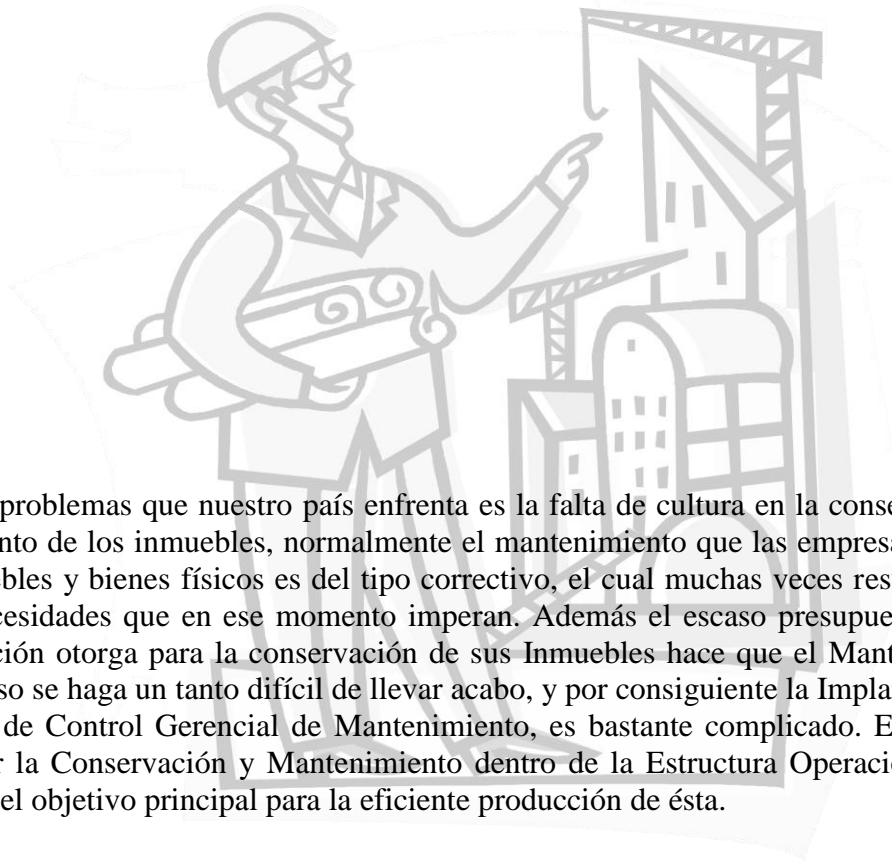 problemas que nuestro país enfrenta es la falta de cultura en la conse
nto de los inmuebles, normalmente el mantenimiento que las empresa
bles y bienes físicos es del tipo correctivo, el cual muchas veces res
cesidades que en ese momento imperan. Además el escaso presupue
ción otorga para la conservación de sus Inmuebles hace que el Mant
so se haga un tanto difícil de llevar acabo, y por consiguiente la Impla
de Control Gerencial de Mantenimiento, es bastante complicado. E
r la Conservación y Mantenimiento dentro de la Estructura Operació
el objetivo principal para la eficiente producción de ésta.